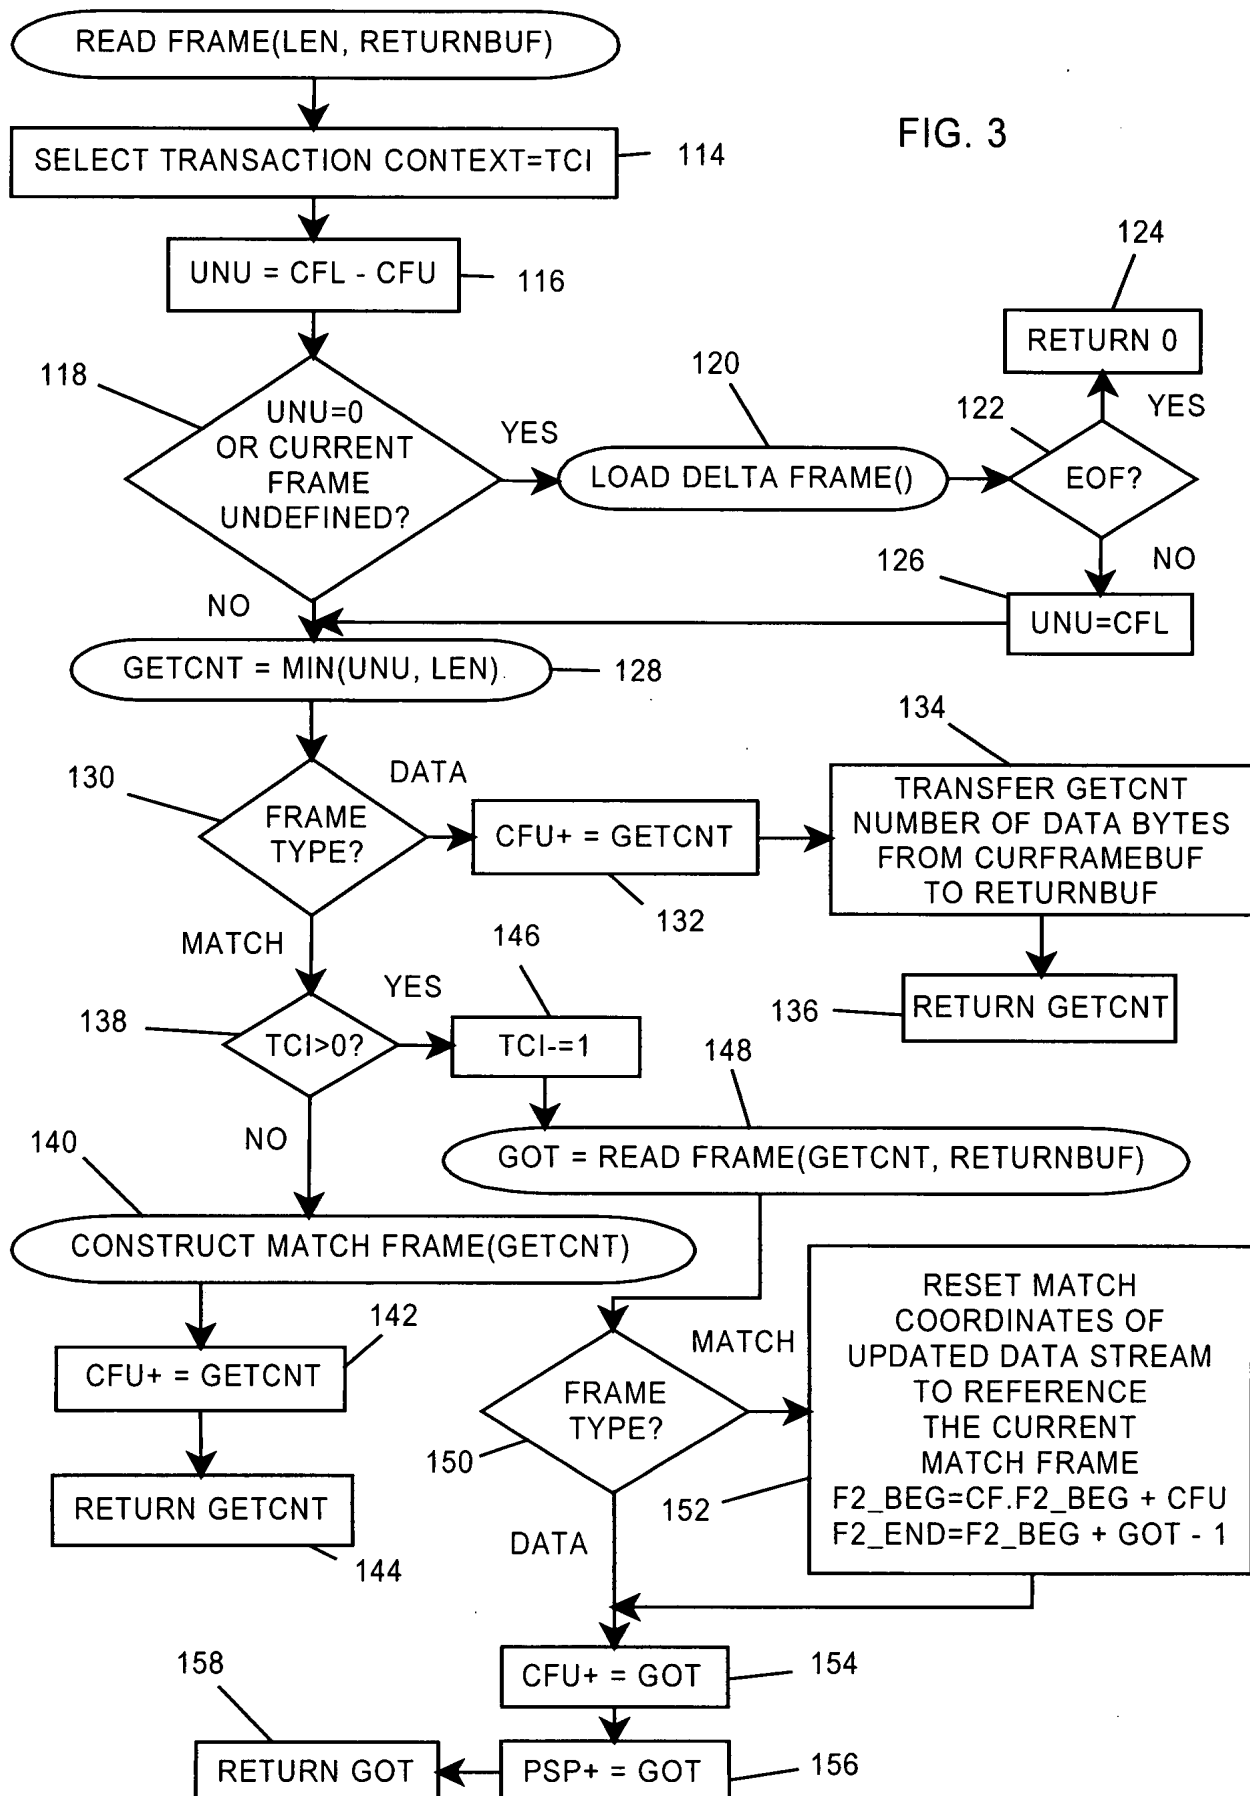 READ FRAME(LEN, RETURNBUF)
FIG. 3
SELECT TRANSACTION CONTEXT=TCI
114
UNU = CFL - CFU
116
124
RETURN 0
118
UNU=0
OR CURRENT
FRAME
UNDEFINED?
YES
120
LOAD DELTA FRAME()
122
EOF?
YES
NO
126
UNU=CFL
NO
GETCNT = MIN(UNU, LEN)
128
130
FRAME
TYPE?
DATA
CFU+ = GETCNT
132
134
TRANSFER GETCNT
NUMBER OF DATA BYTES
FROM CURFRAMEBUF
TO RETURNBUF
136
RETURN GETCNT
MATCH
138
TCI>0?
YES
146
TCI-=1
148
NO
GOT = READ FRAME(GETCNT, RETURNBUF)
140
CONSTRUCT MATCH FRAME(GETCNT)
142
CFU+ = GETCNT
RETURN GETCNT
144
FRAME
TYPE?
150
MATCH
RESET MATCH
COORDINATES OF
UPDATED DATA STREAM
TO REFERENCE
THE CURRENT
MATCH FRAME
F2_BEG=CF.F2_BEG + CFU
F2_END=F2_BEG + GOT - 1
152
DATA
CFU+ = GOT
154
PSP+ = GOT
156
158
RETURN GOT